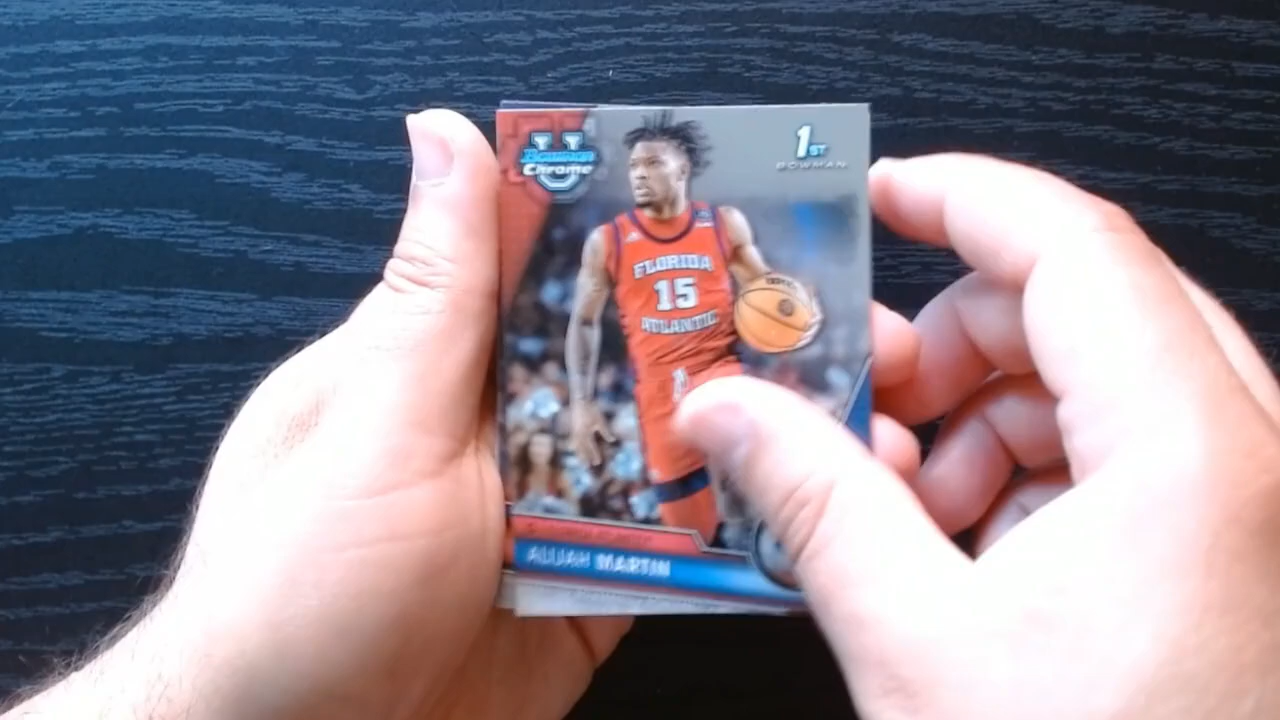 U
Bowman
Chrome
1ST
BOWMAN
FLORIDA
15
ATLANTIC
ALIJAH MARTIN